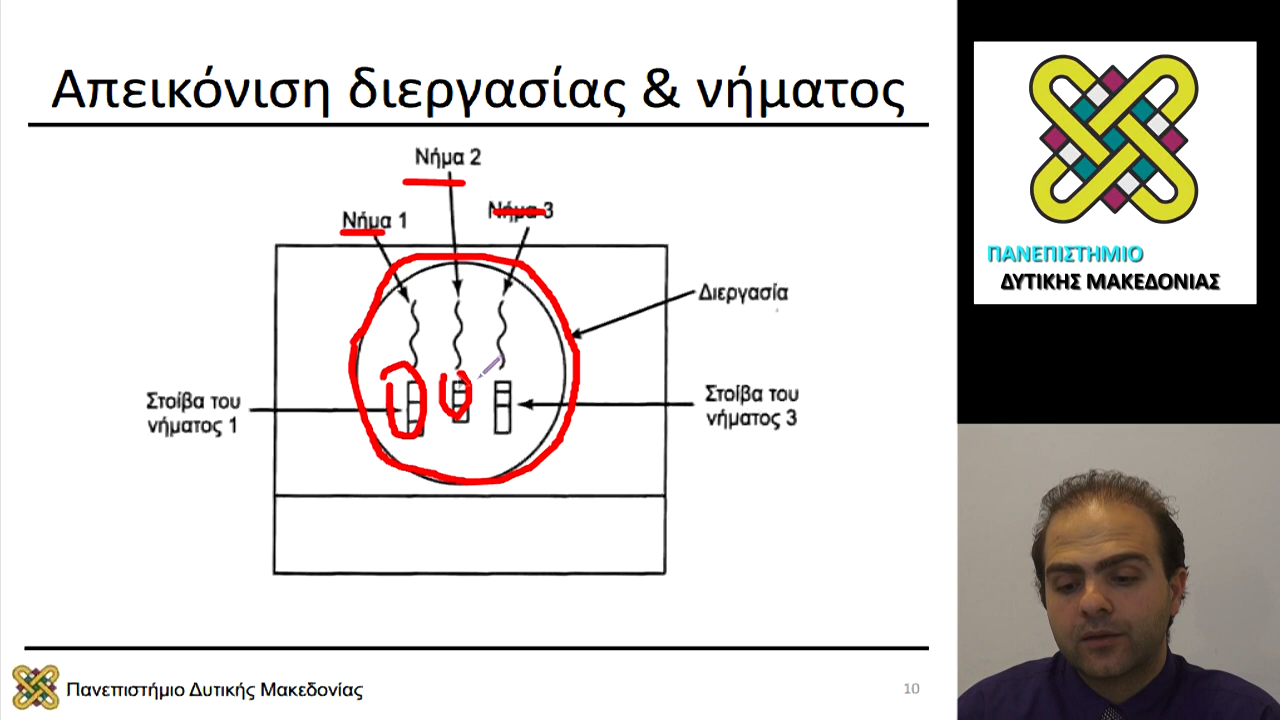 Απεικόνιση διεργασίας & νήματος
Νήμα 2
Νήμα 1
Νήμα 3
Διεργασία
Στοίβα του
νήματος 1
Στοίβα του
νήματος 3
Πανεπιστήμιο Δυτικής Μακεδονίας
10
ΠΑΝΕΠΙΣΤΗΜΙΟ
ΔΥΤΙΚΗΣ ΜΑΚΕΔΟΝΙΑΣ